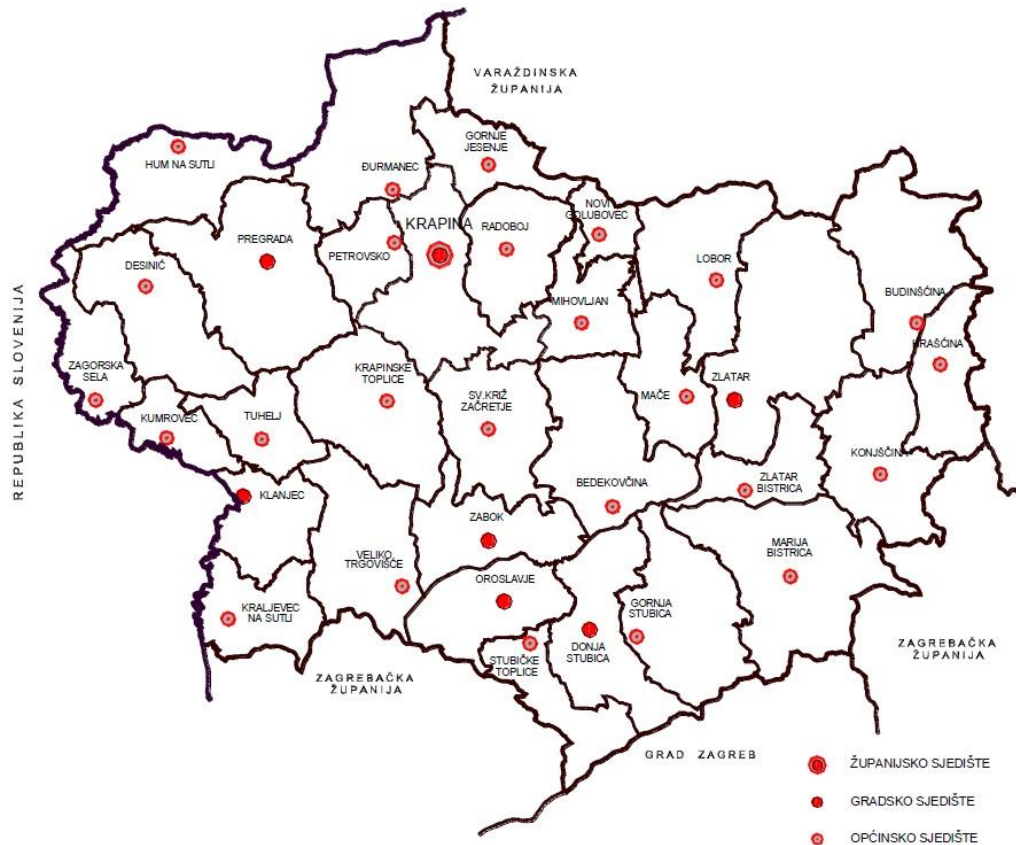 VARAŽDINSKA
ŽUPANIJA
GORNJE
JESENJE
HUM NA SUTLI
ĐURMANEC
NOVI
GOLUBOVEC
KRAPINA
RADOBOJ
PREGRADA
PETROVSKO
LOBOR
DESINIĆ
BUDINŠČINA
MIHOVLJAN
HRAŠĆINA
REPUBLIKA SLOVENIJA
ZAGORSKA
SELA
KRAPINSKE
TOPLICE
SV.KRIŽ
ZAČRETJE
MAČE
ZLATAR
KUMROVEC
TUHELJ
KONJŠČINA
ZLATAR
BISTRICA
BEDEKOVČINA
KLANJEC
ZABOK
MARIJA
BISTRICA
VELIKO
TRGOVIŠĆE
OROSLAVJE
GORNJA
STUBICA
KRALJEVEC
NA SUTLI
DONJA
STUBICA
STUBIČKE
TOPLICE
ZAGREBAČKA
ŽUPANIJA
ZAGREBAČKA
ŽUPANIJA
GRAD ZAGREB
ŽUPANIJSKO SJEDIŠTE
GRADSKO SJEDIŠTE
OPĆINSKO SJEDIŠTE